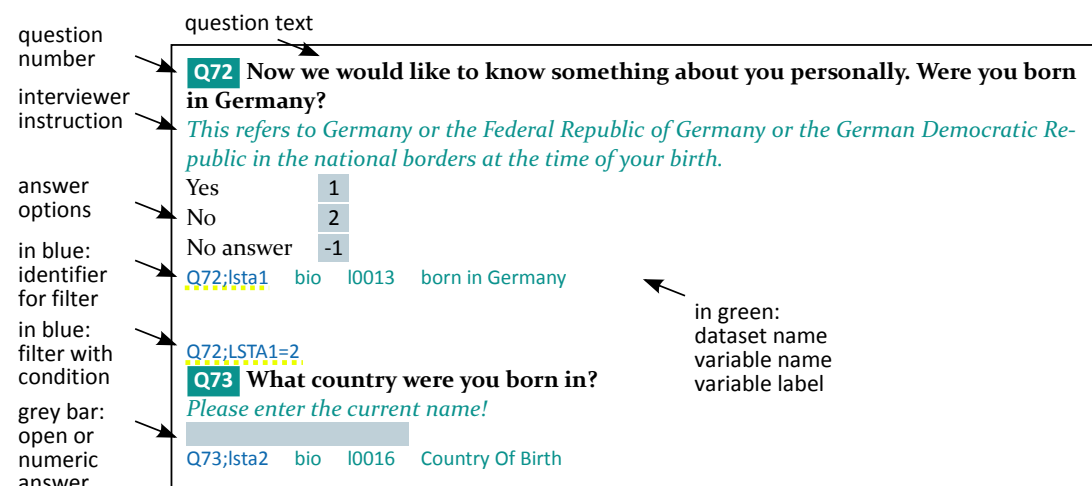 question text
question
number
Q72 Now we would like to know something about you personally. Were you born
in Germany?
interviewer
instruction
This refers to Germany or the Federal Republic of Germany or the German Democratic Re-
public in the national borders at the time of your birth.
answer
options
Yes 1
No 2
No answer -1
in blue:
identifier
for filter
Q72;lsta1 bio l0013 born in Germany
in green:
dataset name
variable name
variable label
in blue:
filter with
condition
Q72;LSTA1=2
Q73 What country were you born in?
Please enter the current name!
grey bar:
open or
numeric
answer
Q73;lsta2 bio l0016 Country Of Birth